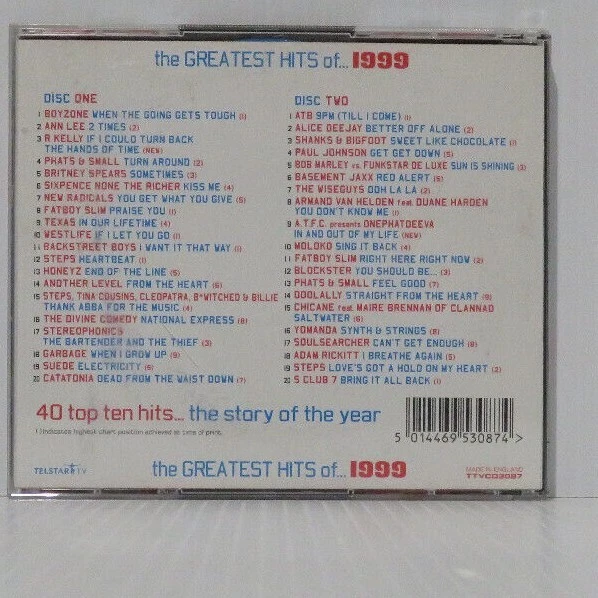 the GREATEST HITS of... 1999
DISC ONE
1 BOYZONE WHEN THE GOING GETS TOUGH (1)
2 ANN LEE 2 TIMES (2)
3 R KELLY IF I COULD TURN BACK
THE HANDS OF TIME (NEW)
4 PHATS & SMALL TURN AROUND (2)
5 BRITNEY SPEARS SOMETIMES (3)
6 SIXPENCE NONE THE RICHER KISS ME (4)
7 NEW RADICALS YOU GET WHAT YOU GIVE (5)
8 FATBOY SLIM PRAISE YOU (1)
9 TEXAS IN OUR LIFETIME (4)
10 WESTLIFE IF I LET YOU GO (1)
11 BACKSTREET BOYS I WANT IT THAT WAY (1)
12 STEPS HEARTBEAT (1)
13 HONEYZ END OF THE LINE (5)
14 ANOTHER LEVEL FROM THE HEART (6)
15 STEPS, TINA COUSINS, CLEOPATRA, B*WITCHED & BILLIE
THANK ABBA FOR THE MUSIC (4)
16 THE DIVINE COMEDY NATIONAL EXPRESS (8)
17 STEREOPHONICS
THE BARTENDER AND THE THIEF (3)
18 GARBAGE WHEN I GROW UP (9)
19 SUEDE ELECTRICITY (5)
20 CATATONIA DEAD FROM THE WAIST DOWN (7)
DISC TWO
1 ATB 9PM (TILL I COME) (1)
2 ALICE DEEJAY BETTER OFF ALONE (2)
3 SHANKS & BIGFOOT SWEET LIKE CHOCOLATE (1)
4 PAUL JOHNSON GET GET DOWN (5)
5 BOB MARLEY vs. FUNKSTAR DE LUXE SUN IS SHINING (3)
6 BASEMENT JAXX RED ALERT (5)
7 THE WISEGUYS OOH LA LA (2)
8 ARMAND VAN HELDEN feat. DUANE HARDEN
YOU DON'T KNOW ME (1)
9 A.T.F.C. presents ONEPHATDEEVA
IN AND OUT OF MY LIFE (NEW)
10 MOLOKO SING IT BACK (4)
11 FATBOY SLIM RIGHT HERE RIGHT NOW (2)
12 BLOCKSTER YOU SHOULD BE... (3)
13 PHATS & SMALL FEEL GOOD (7)
14 DOOLALLY STRAIGHT FROM THE HEART (9)
15 CHICANE feat. MAIRE BRENNAN OF CLANNAD
SALTWATER (6)
16 YOMANDA SYNTH & STRINGS (8)
17 SOULSEARCHER CAN'T GET ENOUGH (8)
18 ADAM RICKITT I BREATHE AGAIN (5)
19 STEPS LOVE'S GOT A HOLD ON MY HEART (2)
20 S CLUB 7 BRING IT ALL BACK (1)
40 top ten hits... the story of the year
( ) indicates highest chart position achieved at time of print.
5 014469 530874 >
TELSTAR TV
the GREATEST HITS of... 1999
MADE IN ENGLAND
TTVCD3087